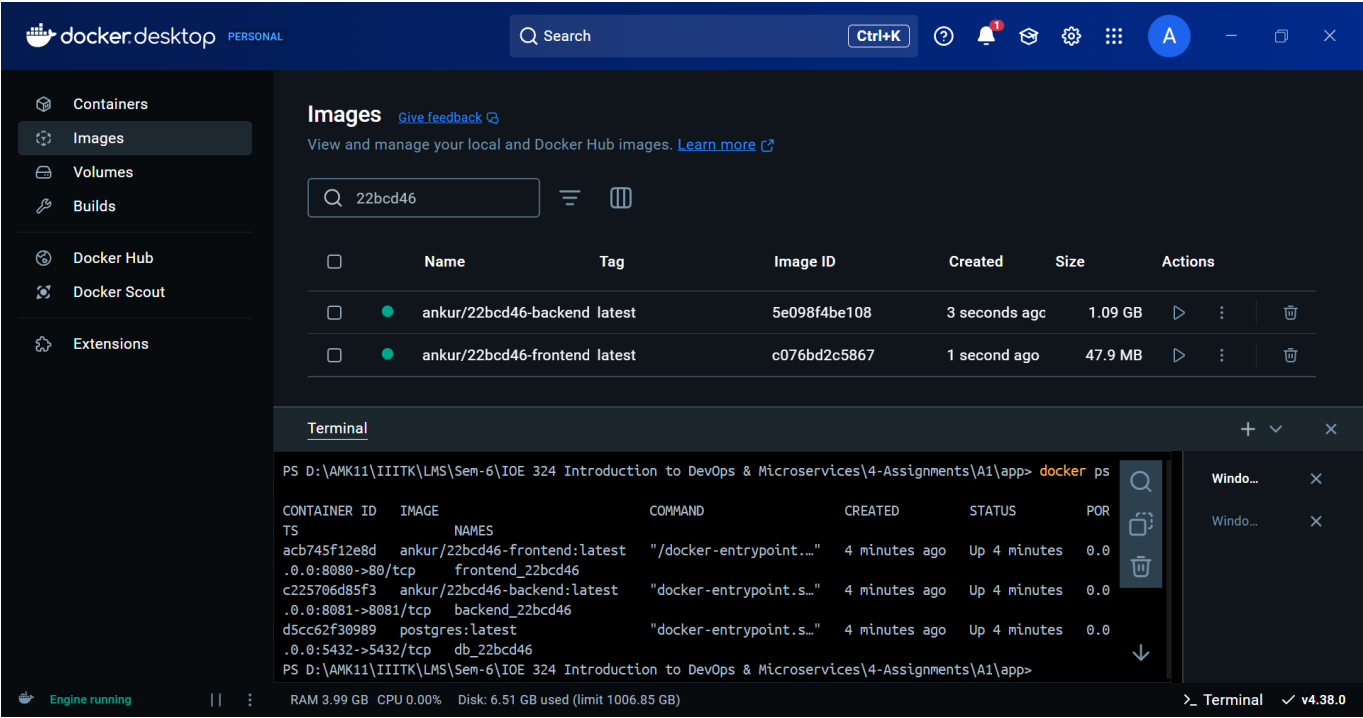 docker.desktop PERSONAL
Search
Ctrl+K
1
A
Containers
Images
Volumes
Builds
Docker Hub
Docker Scout
Extensions
Images Give feedback
View and manage your local and Docker Hub images. Learn more
22bcd46
Name Tag Image ID Created Size Actions
ankur/22bcd46-backend latest 5e098f4be108 3 seconds agc 1.09 GB
ankur/22bcd46-frontend latest c076bd2c5867 1 second ago 47.9 MB
Terminal
PS D:\AMK11\IIITK\LMS\Sem-6\IOE 324 Introduction to DevOps & Microservices\4-Assignments\A1\app> docker ps
CONTAINER ID IMAGE COMMAND CREATED STATUS POR
TS NAMES
acb745f12e8d ankur/22bcd46-frontend:latest "/docker-entrypoint.…" 4 minutes ago Up 4 minutes 0.0
.0.0:8080->80/tcp frontend_22bcd46
c225706d85f3 ankur/22bcd46-backend:latest "docker-entrypoint.s…" 4 minutes ago Up 4 minutes 0.0
.0.0:8081->8081/tcp backend_22bcd46
d5cc62f30989 postgres:latest "docker-entrypoint.s…" 4 minutes ago Up 4 minutes 0.0
.0.0:5432->5432/tcp db_22bcd46
PS D:\AMK11\IIITK\LMS\Sem-6\IOE 324 Introduction to DevOps & Microservices\4-Assignments\A1\app>
Windo...
Windo...
Engine running
RAM 3.99 GB CPU 0.00% Disk: 6.51 GB used (limit 1006.85 GB)
>_ Terminal
v4.38.0